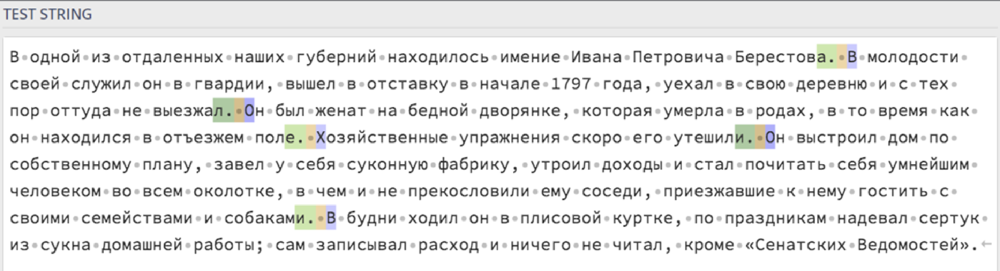 TEST STRING
В одной из отдаленных наших губерний находилось имение Ивана Петровича Берестова. В молодости
своей служил он в гвардии, вышел в отставку в начале 1797 года, уехал в свою деревню и с тех
пор оттуда не выезжал. Он был женат на бедной дворянке, которая умерла в родах, в то время как
он находился в отъезжем поле. Хозяйственные упражнения скоро его утешили. Он выстроил дом по
собственному плану, завел у себя суконную фабрику, утроил доходы и стал почитать себя умнейшим
человеком во всем околотке, в чем и не прекословили ему соседи, приезжавшие к нему гостить с
своими семействами и собаками. В будни ходил он в плисовой куртке, по праздникам надевал сертук
из сукна домашней работы; сам записывал расход и ничего не читал, кроме «Сенатских Ведомостей».